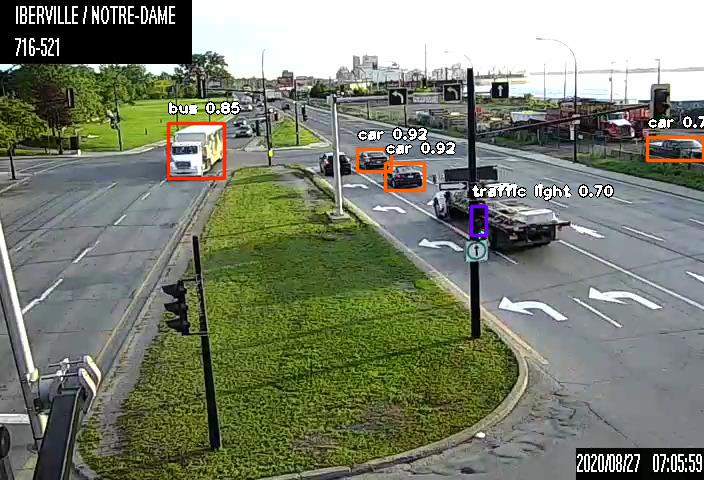 IBERVILLE / NOTRE-DAME
716-521
bus 0.85
car 0.92
car 0.92
car 0.7
traffic light 0.70
2020/08/27 07:05:59